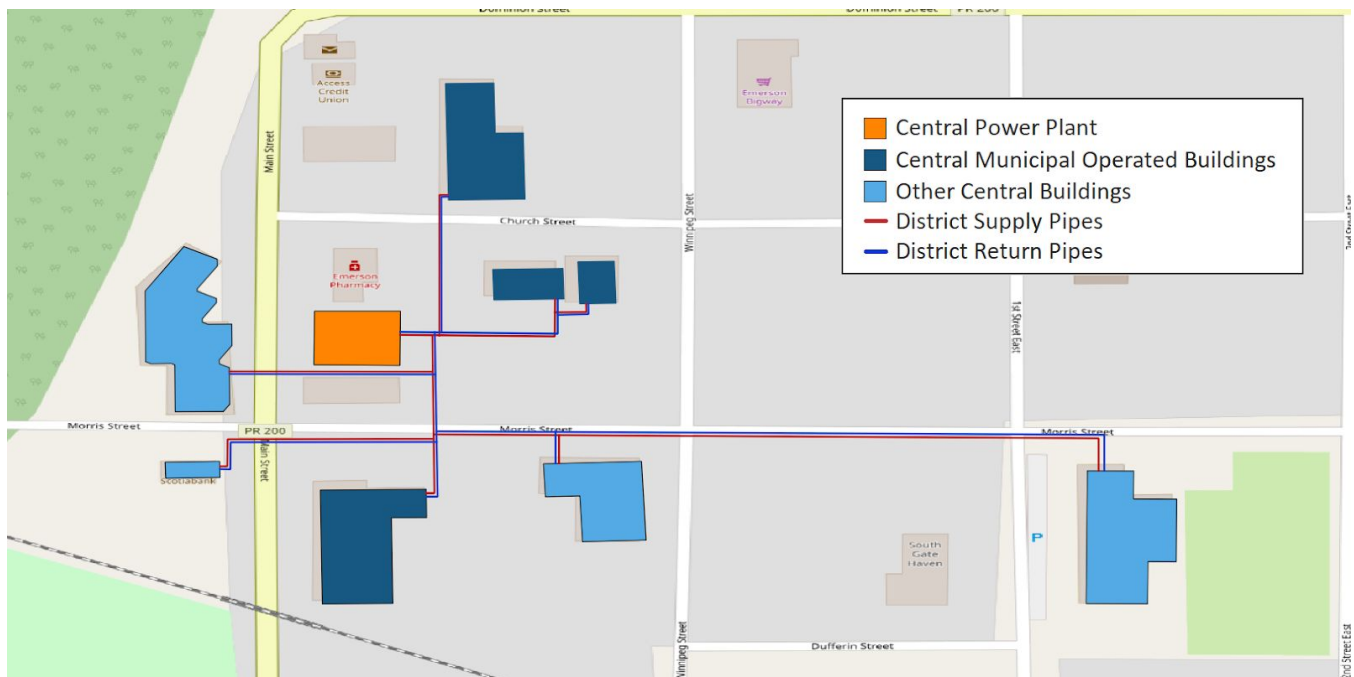 Dominion Street
Dominion Street
PR 200
Access
Credit
Union
Emerson
Bigway
Main Street
Winnipeg Street
Central Power Plant
Central Municipal Operated Buildings
Other Central Buildings
District Supply Pipes
District Return Pipes
Church Street
2nd Street East
Emerson
Pharmacy
1st Street East
Morris Street
PR 200
Morris Street
Morris Street
Main Street
Scotiabank
P
South
Gate
Haven
Winnipeg Street
Dufferin Street
2nd Street East